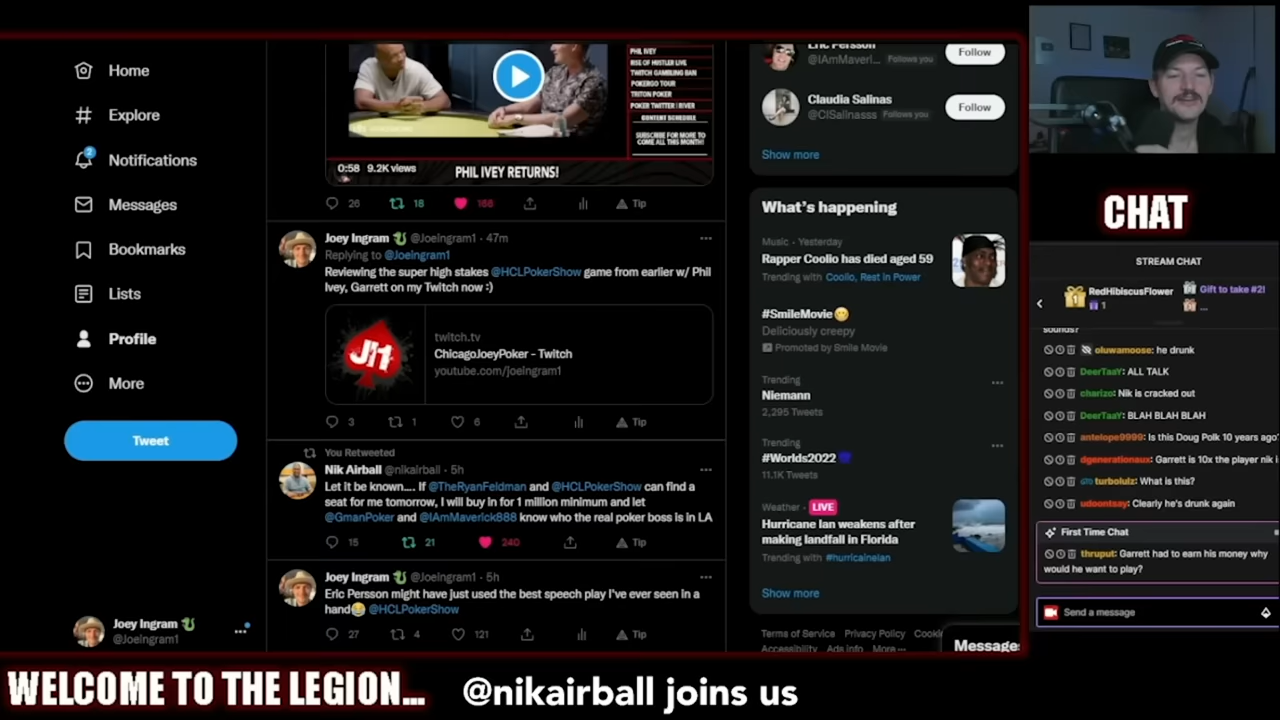 Home
Explore
2
Notifications
Messages
Bookmarks
Lists
Profile
More
Tweet
Joey Ingram
@Joeingram1
PHIL IVEY
RISE OF HUSTLER LIVE
TWITCH GAMBLING BAN
POKERGO TOUR
TRITON POKER
POKER TWITTER / RIVER
CONTENT SCHEDULE
SUBSCRIBE FOR MORE TO
COME ALL THIS MONTH!
0:58 9.2K views
PHIL IVEY RETURNS!
26 18 168 Tip
Joey Ingram @Joeingram1 · 47m
Replying to @Joeingram1
Reviewing the super high stakes @HCLPokerShow game from earlier w/ Phil
Ivey, Garrett on my Twitch now :)
JI1
twitch.tv
ChicagoJoeyPoker - Twitch
youtube.com/joeingram1
3 1 6 Tip
You Retweeted
Nik Airball @nikairball · 5h
Let it be known.... If @TheRyanFeldman and @HCLPokerShow can find a
seat for me tomorrow, I will buy in for 1 million minimum and let
@GmanPoker and @IAmMaverick888 know who the real poker boss is in LA
15 21 240 Tip
Joey Ingram @Joeingram1 · 5h
Eric Persson might have just used the best speech play I've ever seen in a
hand😂 @HCLPokerShow
27 4 121 Tip
Eric Persson
@IAmMaverl... Follows you
Follow
Claudia Salinas
@ClSalinasss Follows you
Follow
Show more
What's happening
Music · Yesterday
Rapper Coolio has died aged 59
Trending with Coolio, Rest in Power
#SmileMovie
Deliciously creepy
Promoted by Smile Movie
Trending
Niemann
2,295 Tweets
Trending
#Worlds2022
11.1K Tweets
Weather · LIVE
Hurricane Ian weakens after
making landfall in Florida
Trending with #hurricaneIan
Show more
Terms of Service Privacy Policy Cookie
Accessibility Ads info More ...
Messages
CHAT
STREAM CHAT
1
RedHibiscusFlower
1
Gift to take #2!
...
sounds?
oluwamoose: he drunk
DeerTaaY: ALL TALK
charizo: Nik is cracked out
DeerTaaY: BLAH BLAH BLAH
antelope9999: Is this Doug Polk 10 years ago?
dgenerationaux: Garrett is 10x the player nik i
turbolulz: What is this?
udoontsay: Clearly he's drunk again
First Time Chat
thruput: Garrett had to earn his money why
would he want to play?
Send a message
WELCOME TO THE LEGION...
@nikairball joins us